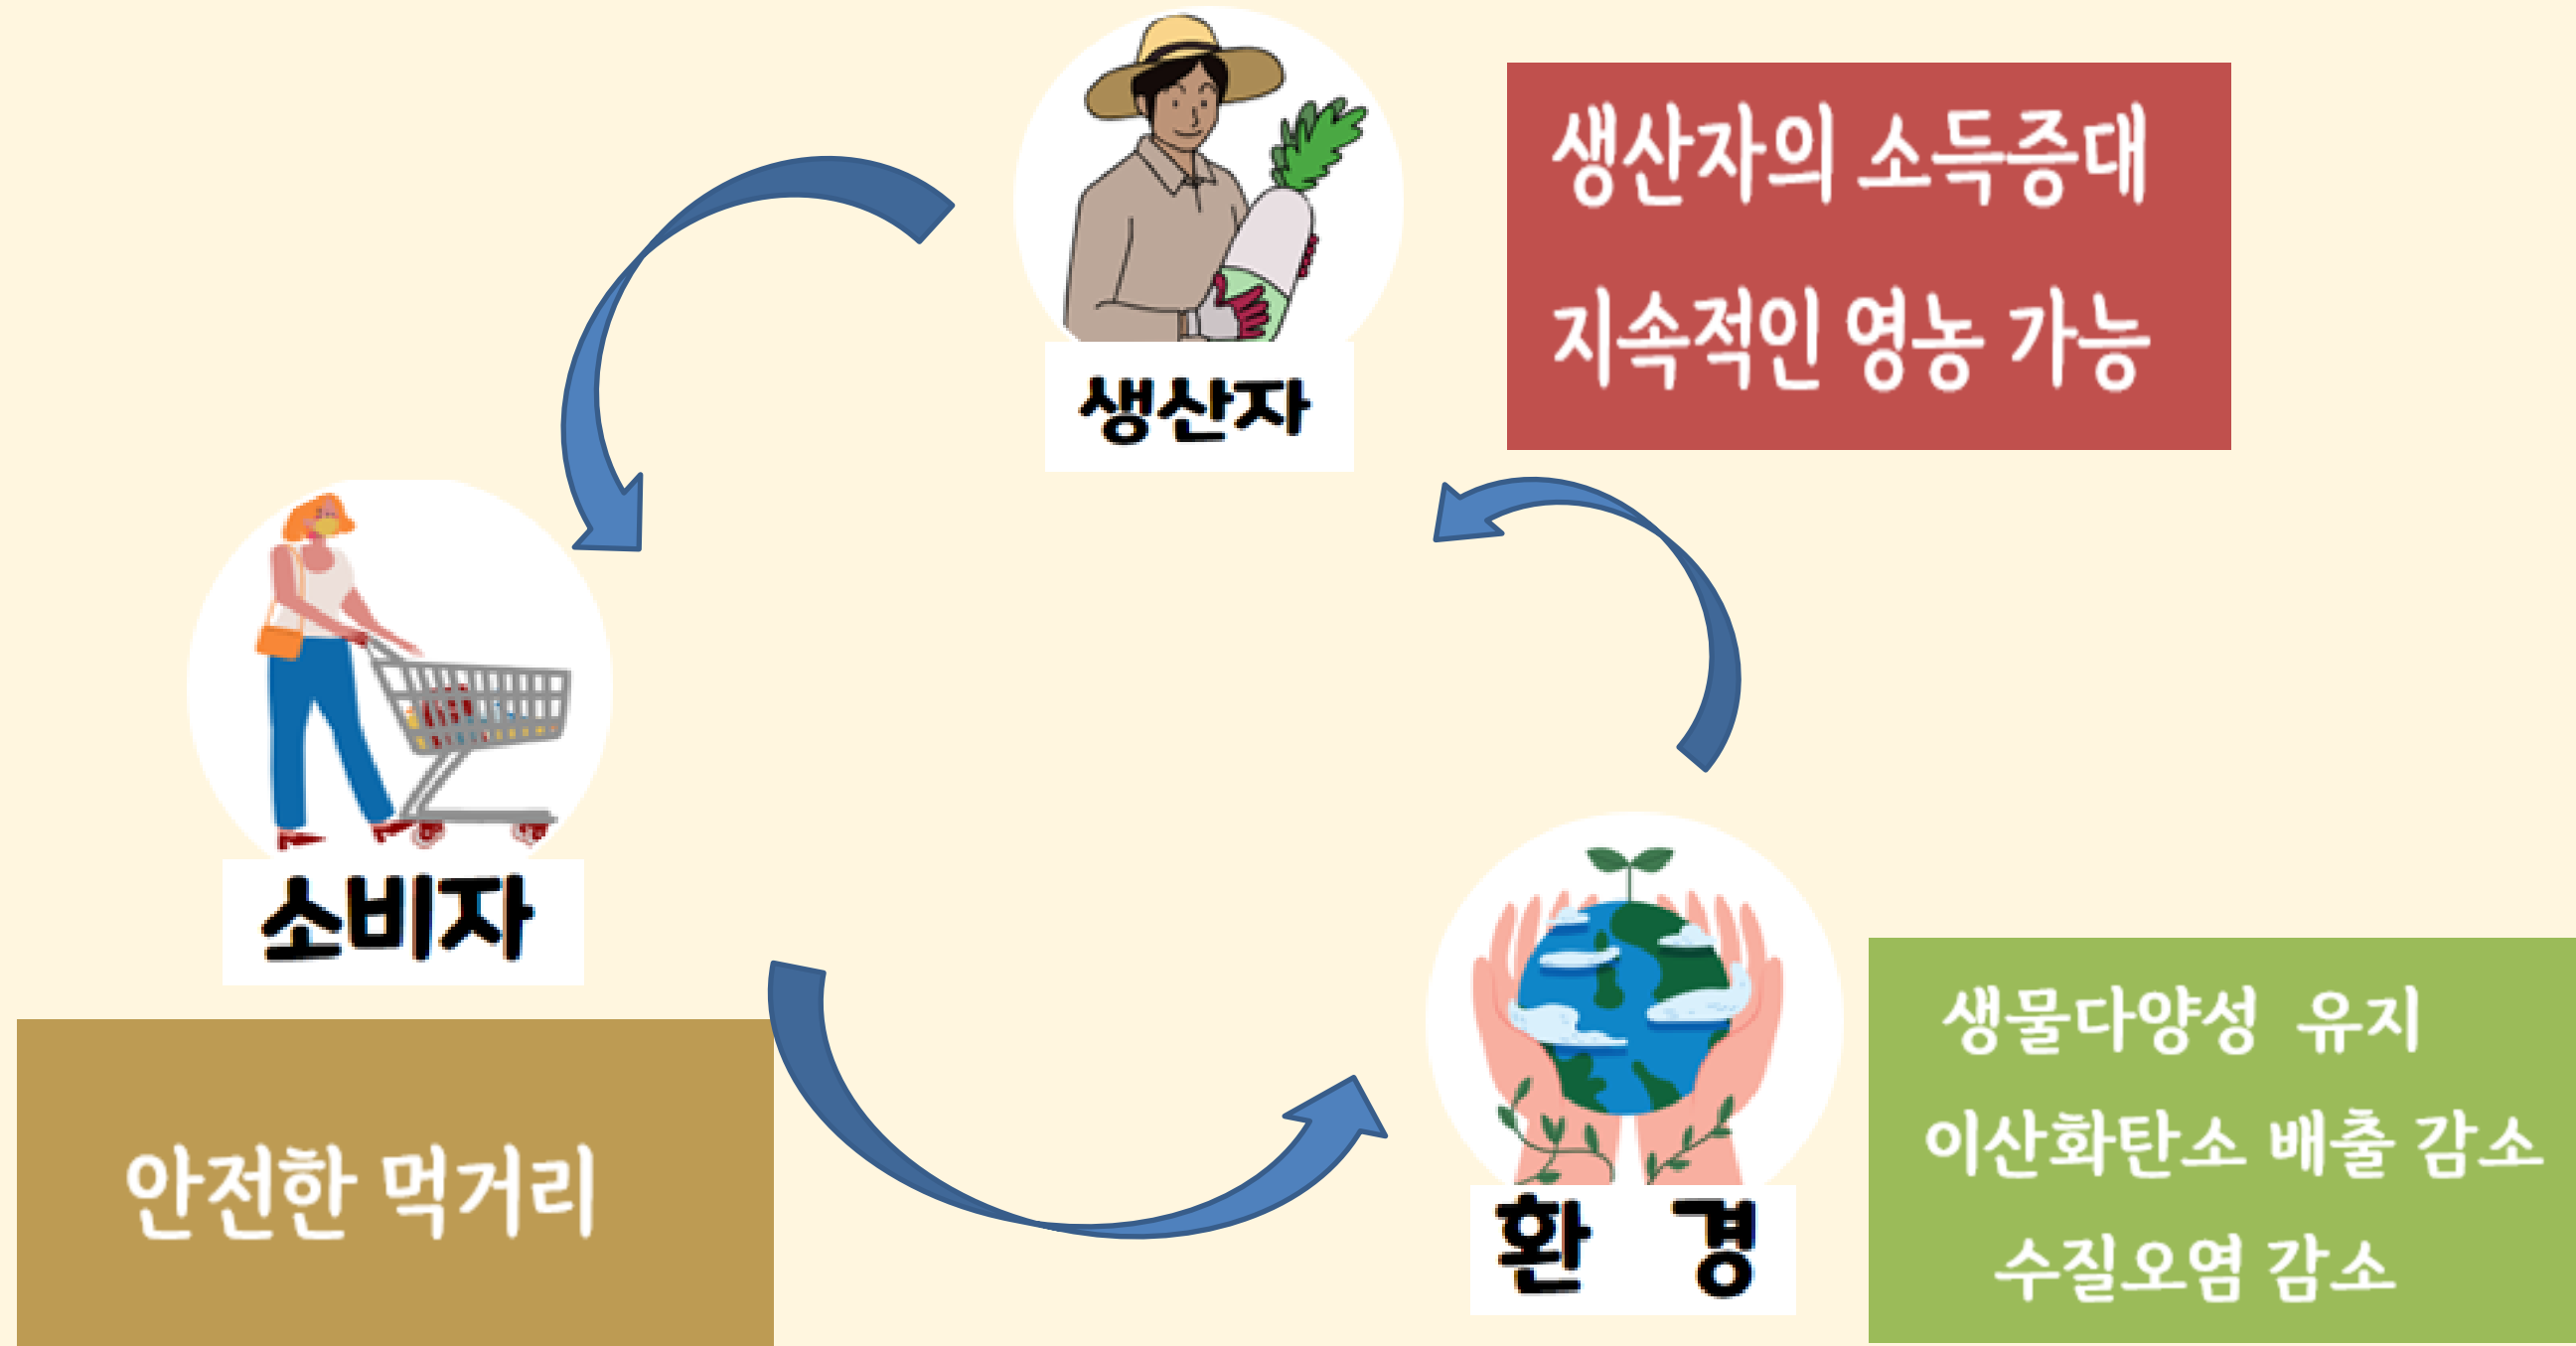 생산자의 소득증대
지속적인 영농 가능
생산자
소비자
안전한 먹거리
환 경
생물다양성 유지
이산화탄소 배출 감소
수질오염 감소